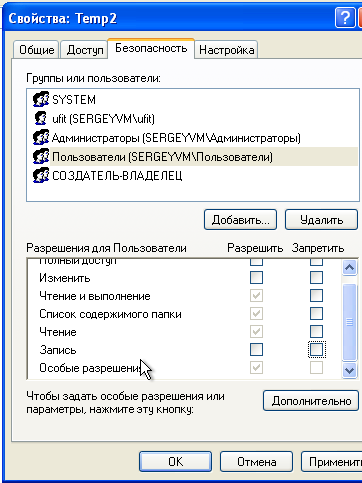 Свойства: Temp2
Общие
Доступ
Безопасность
Настройка
Группы или пользователи:
SYSTEM
ufit (SERGEYVM\ufit)
Администраторы (SERGEYVM\Администраторы)
Пользователи (SERGEYVM\Пользователи)
СОЗДАТЕЛЬ-ВЛАДЕЛЕЦ
Добавить...
Удалить
Разрешения для Пользователи
Разрешить
Запретить
Полный доступ
Изменить
Чтение и выполнение
Список содержимого папки
Чтение
Запись
Особые разрешения
Чтобы задать особые разрешения или
параметры, нажмите эту кнопку:
Дополнительно
OK
Отмена
Применит